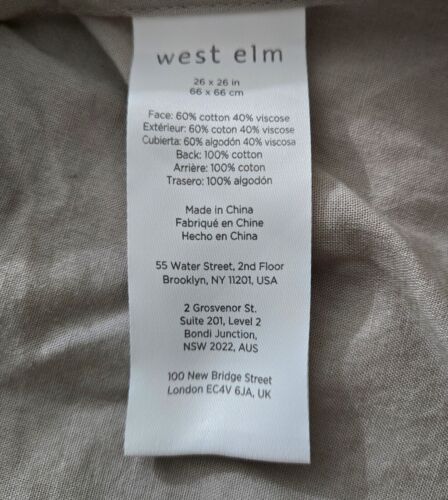 west elm
26 x 26 in
66 x 66 cm
Face: 60% cotton 40% viscose
Extérieur: 60% coton 40% viscose
Cubierta: 60% algodón 40% viscosa
Back: 100% cotton
Arrière: 100% coton
Trasero: 100% algodón
Made in China
Fabriqué en Chine
Hecho en China
55 Water Street, 2nd Floor
Brooklyn, NY 11201, USA
2 Grosvenor St.
Suite 201, Level 2
Bondi Junction,
NSW 2022, AUS
100 New Bridge Street
London EC4V 6JA, UK